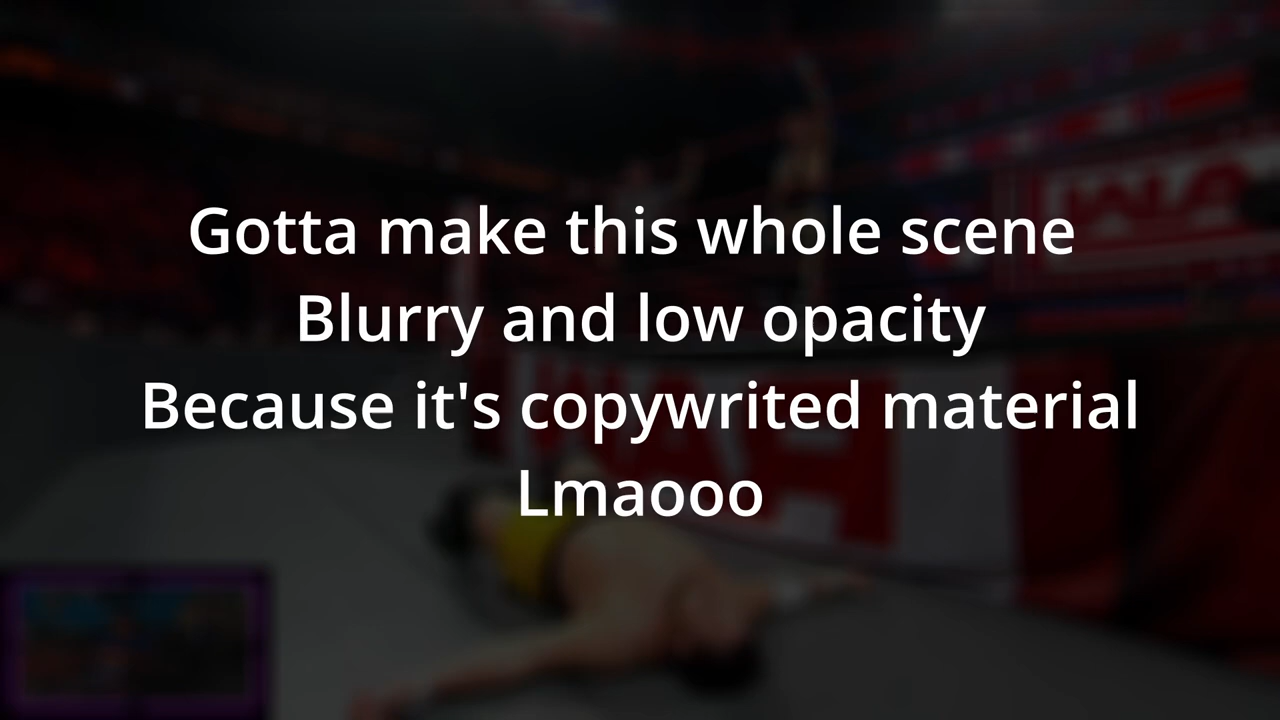 Gotta make this whole scene
Blurry and low opacity
Because it's copywrited material
Lmaooo